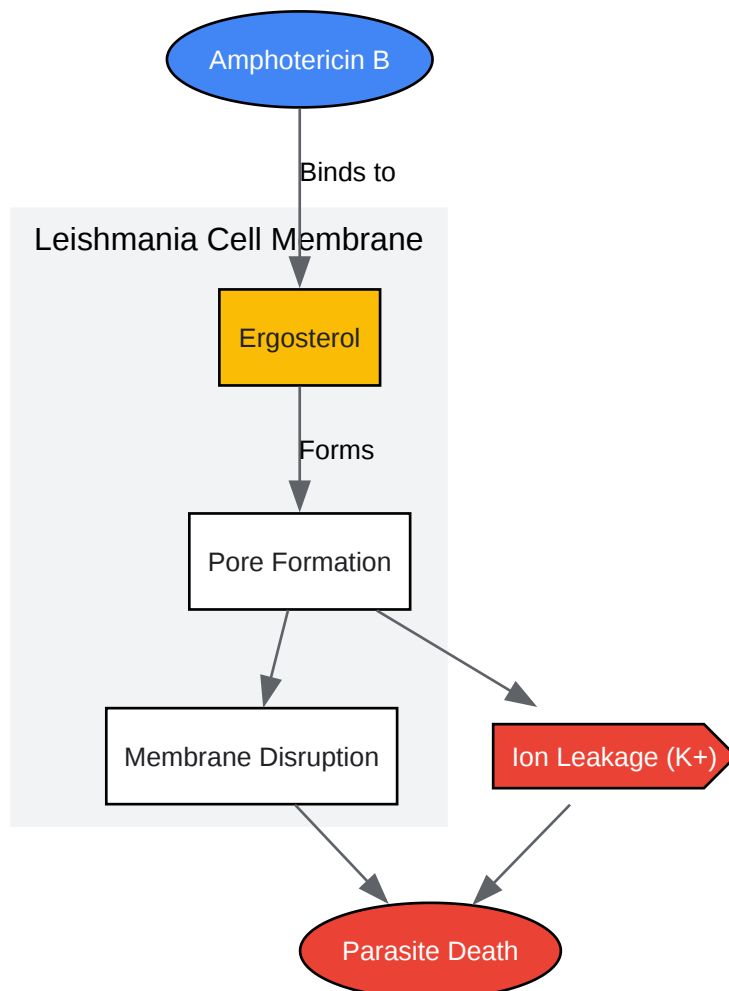 Amphotericin B
Binds to
Leishmania Cell Membrane
Ergosterol
Forms
Pore Formation
Membrane Disruption
Ion Leakage (K+)
Parasite Death